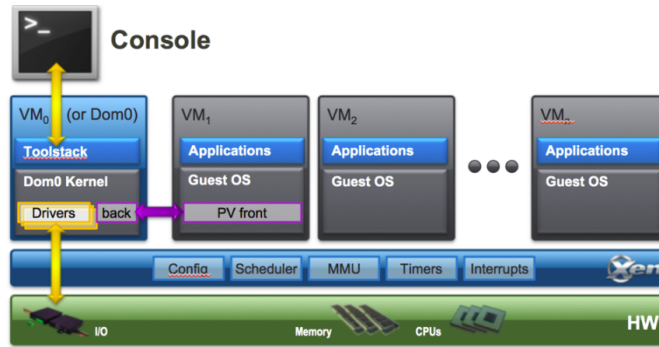 >_
Console
VM0 (or Dom0)
VM1
VM2
VMn
Toolstack
Applications
Applications
Applications
Dom0 Kernel
Guest OS
Guest OS
Guest OS
Drivers
back
PV front
Config
Scheduler
MMU
Timers
Interrupts
Xen
HW
I/O
Memory
CPUs